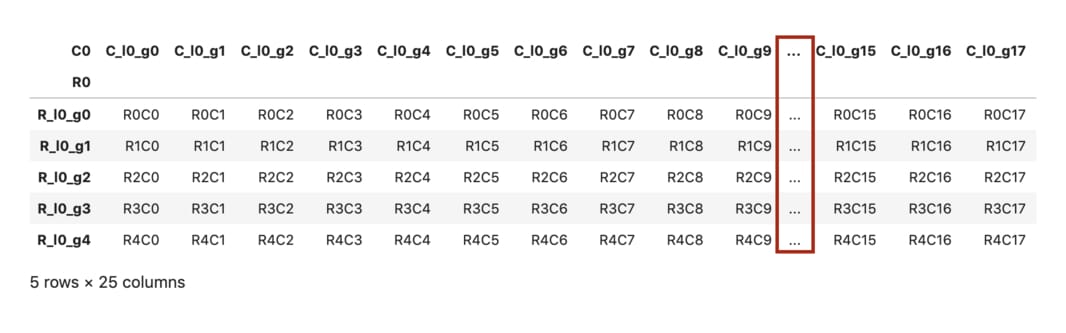 C0 C_l0_g0 C_l0_g1 C_l0_g2 C_l0_g3 C_l0_g4 C_l0_g5 C_l0_g6 C_l0_g7 C_l0_g8 C_l0_g9 ... C_l0_g15 C_l0_g16 C_l0_g17
R0
R_l0_g0 R0C0 R0C1 R0C2 R0C3 R0C4 R0C5 R0C6 R0C7 R0C8 R0C9 ... R0C15 R0C16 R0C17
R_l0_g1 R1C0 R1C1 R1C2 R1C3 R1C4 R1C5 R1C6 R1C7 R1C8 R1C9 ... R1C15 R1C16 R1C17
R_l0_g2 R2C0 R2C1 R2C2 R2C3 R2C4 R2C5 R2C6 R2C7 R2C8 R2C9 ... R2C15 R2C16 R2C17
R_l0_g3 R3C0 R3C1 R3C2 R3C3 R3C4 R3C5 R3C6 R3C7 R3C8 R3C9 ... R3C15 R3C16 R3C17
R_l0_g4 R4C0 R4C1 R4C2 R4C3 R4C4 R4C5 R4C6 R4C7 R4C8 R4C9 ... R4C15 R4C16 R4C17
5 rows × 25 columns